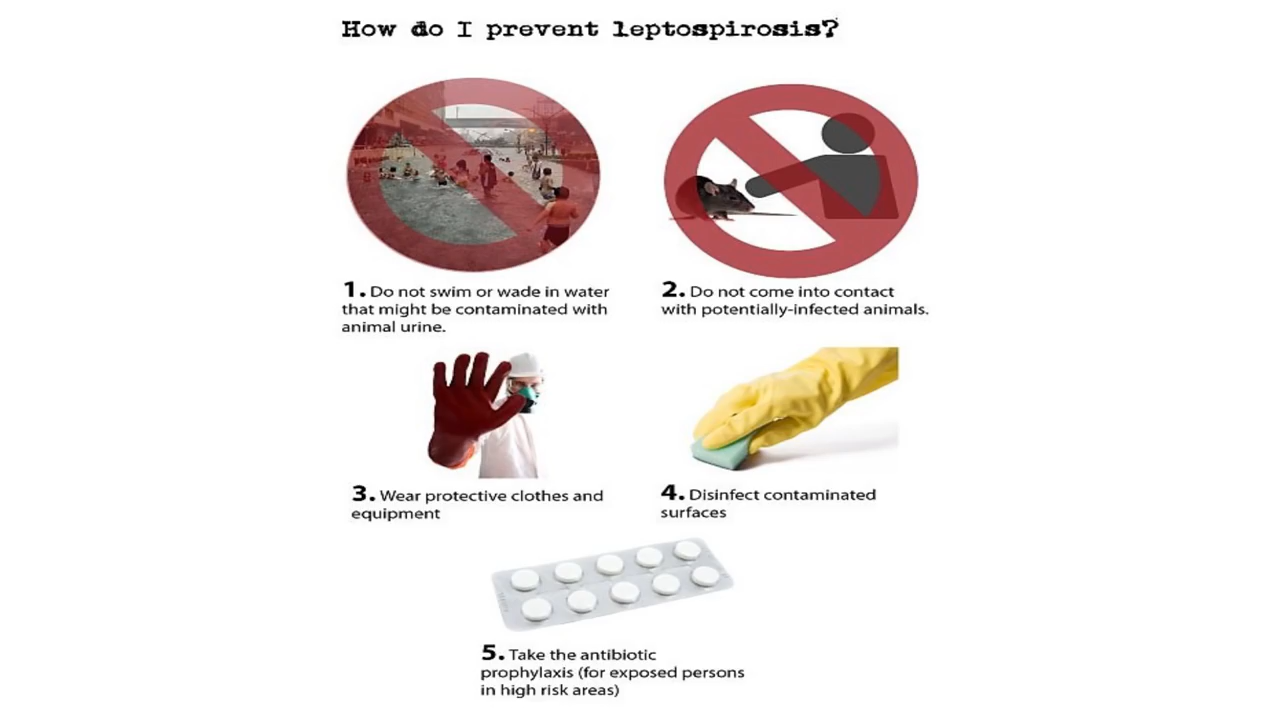 How do I prevent leptospirosis?
1. Do not swim or wade in water
that might be contaminated with
animal urine.
2. Do not come into contact
with potentially-infected animals.
3. Wear protective clothes and
equipment
4. Disinfect contaminated
surfaces
5. Take the antibiotic
prophylaxis (for exposed persons
in high risk areas)